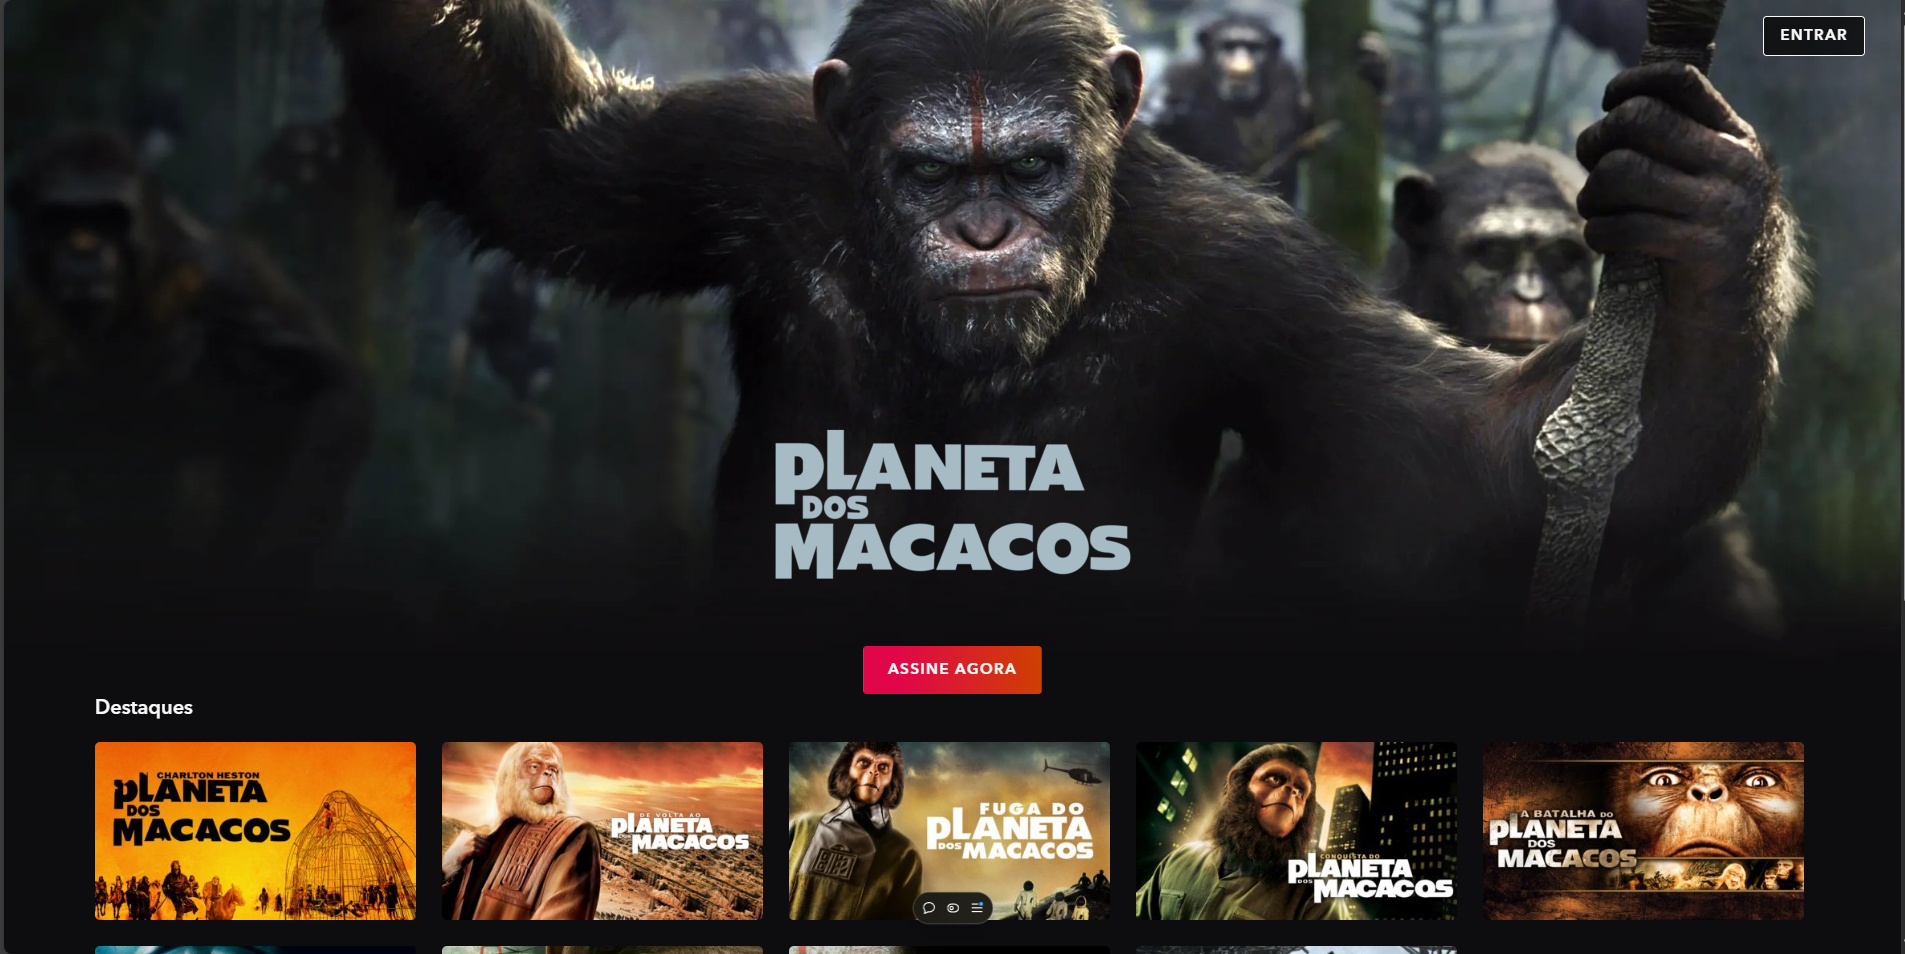 ENTRAR
PLANETA
DOS
MACACOS
ASSINE AGORA
Destaques
CHARLTON HESTON
PLANETA
DOS
MACACOS
DE VOLTA AO
PLANETA
DOS MACACOS
FUGA DO
PLANETA
DOS MACACOS
CONQUISTA DO
PLANETA
DOS MACACOS
A BATALHA DO
PLANETA
DOS
MACACOS